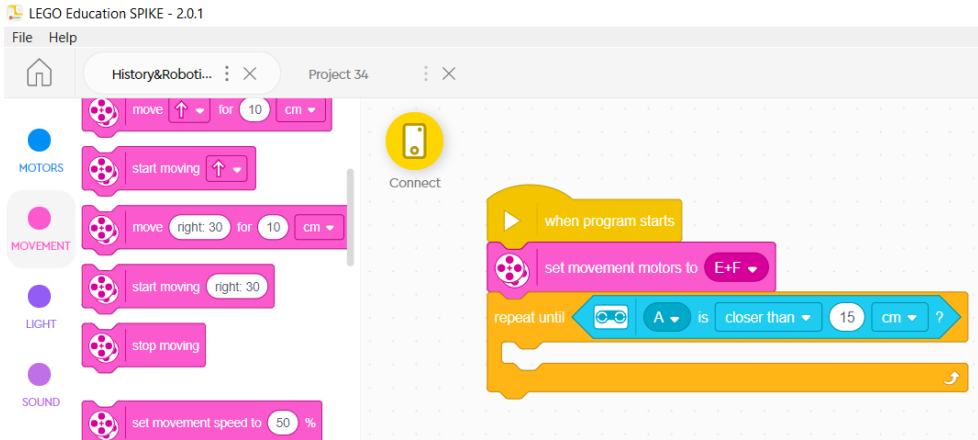 LEGO Education SPIKE - 2.0.1
File Help
History&Roboti... Project 34
move for 10 cm
MOTORS
start moving
Connect
MOVEMENT
move right: 30 for 10 cm
start moving right: 30
LIGHT
stop moving
SOUND
set movement speed to 50 %
when program starts
set movement motors to E+F
repeat until A is closer than 15 cm ?